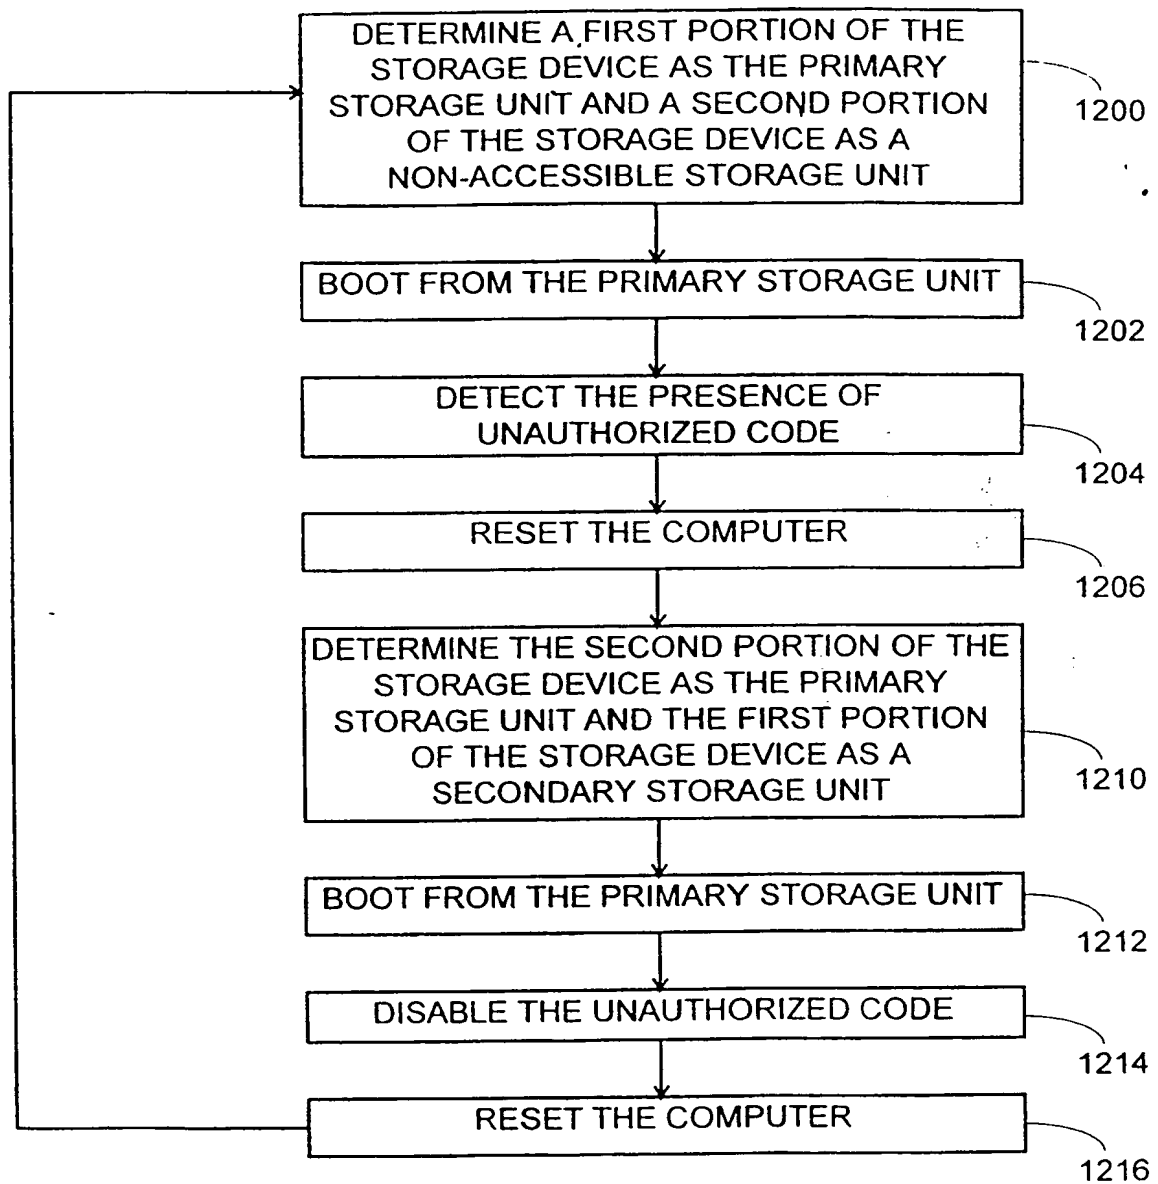 DETERMINE A FIRST PORTION OF THE
STORAGE DEVICE AS THE PRIMARY
STORAGE UNIT AND A SECOND PORTION
OF THE STORAGE DEVICE AS A
NON-ACCESSIBLE STORAGE UNIT
1200
BOOT FROM THE PRIMARY STORAGE UNIT
1202
DETECT THE PRESENCE OF
UNAUTHORIZED CODE
1204
RESET THE COMPUTER
1206
DETERMINE THE SECOND PORTION OF THE
STORAGE DEVICE AS THE PRIMARY
STORAGE UNIT AND THE FIRST PORTION
OF THE STORAGE DEVICE AS A
SECONDARY STORAGE UNIT
1210
BOOT FROM THE PRIMARY STORAGE UNIT
1212
DISABLE THE UNAUTHORIZED CODE
1214
RESET THE COMPUTER
1216